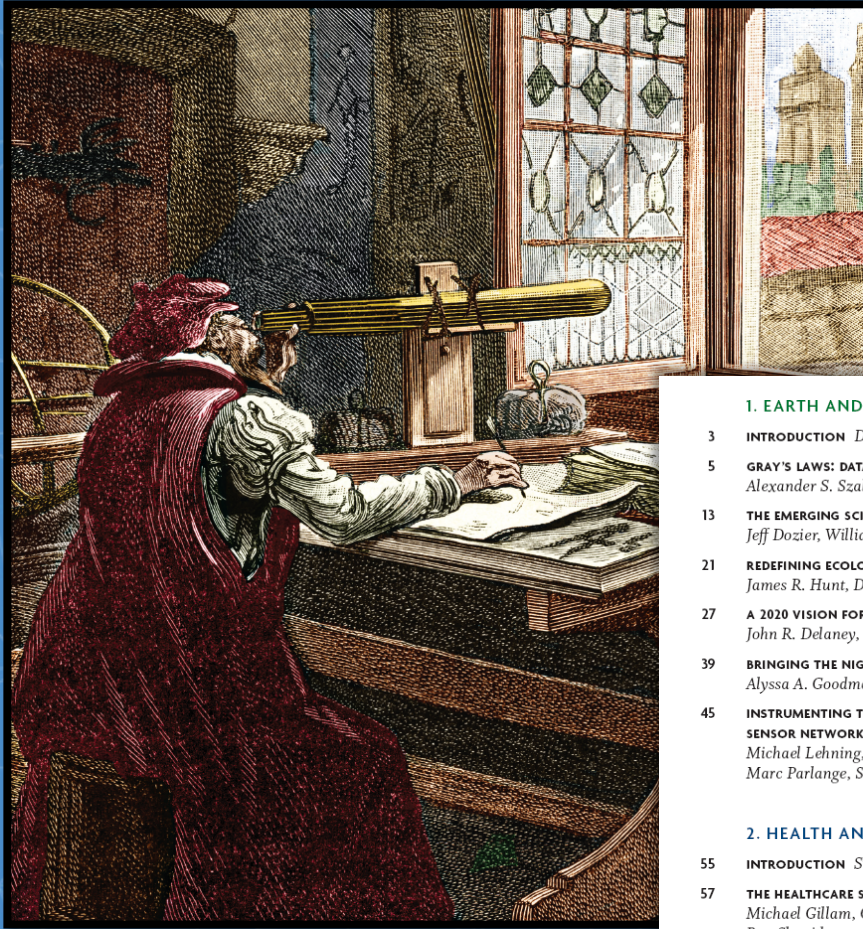 1. EARTH AND
3 INTRODUCTION D
5 GRAY'S LAWS: DATA
Alexander S. Sza
13 THE EMERGING SCI
Jeff Dozier, Willia
21 REDEFINING ECOLO
James R. Hunt, D
27 A 2020 VISION FOR
John R. Delaney,
39 BRINGING THE NIG
Alyssa A. Goodm
45 INSTRUMENTING T
SENSOR NETWORK
Michael Lehning,
Marc Parlange, S
2. HEALTH AN
55 INTRODUCTION S
57 THE HEALTHCARE S
Michael Gillam,